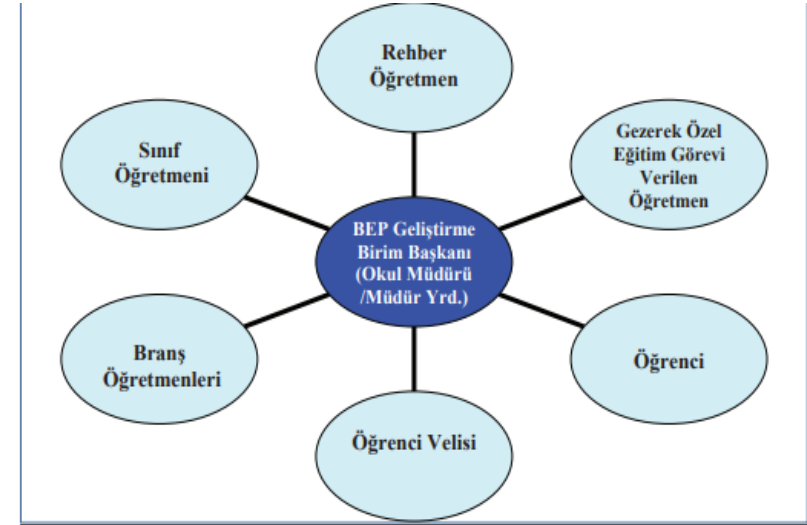 Rehber
Öğretmen
Sınıf
Öğretmeni
Gezerek Özel
Eğitim Görevi
Verilen
Öğretmen
BEP Geliştirme
Birim Başkanı
(Okul Müdürü
/Müdür Yrd.)
Branş
Öğretmenleri
Öğrenci
Öğrenci Velisi